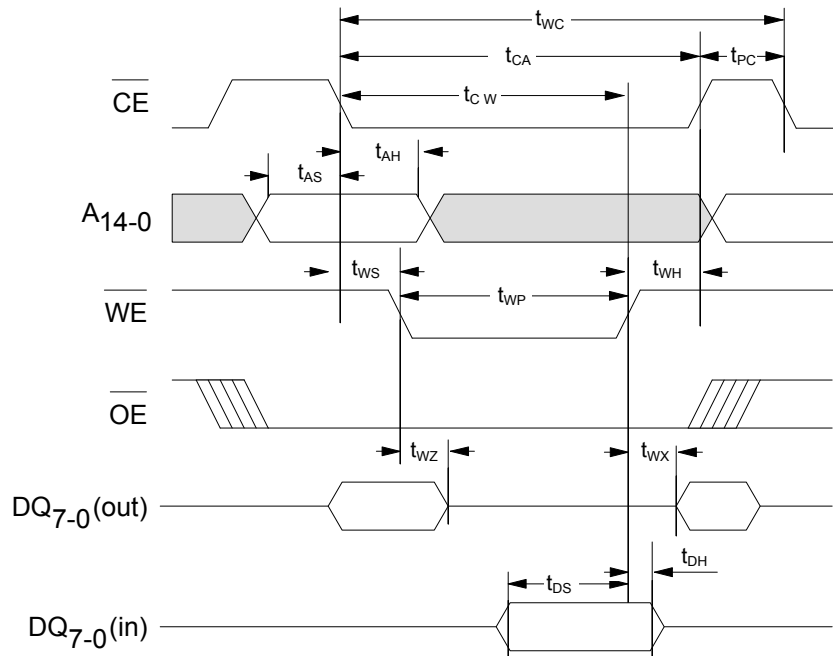 tWC
tCA tPC
CE
tC W
tAH
tAS
A14-0
tWS tWH
tWP
WE
OE
tWZ tWX
DQ7-0(out)
tDH
tDS
DQ7-0(in)